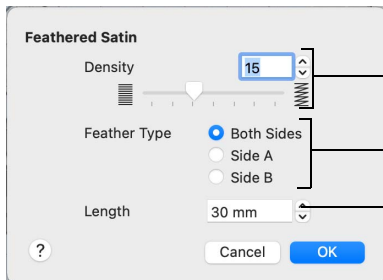 Feathered Satin
Density 15
Feather Type Both Sides
Side A
Side B
Length 30 mm
? Cancel OK